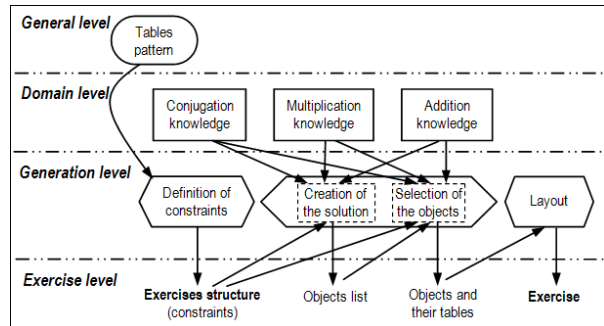 General level
Tables
pattern
Domain level
Conjugation
knowledge
Multiplication
knowledge
Addition
knowledge
Generation level
Definition of
constraints
Creation of
the solution
Selection of
the objects
Layout
Exercise level
Exercises structure
(constraints)
Objects list
Objects and
their tables
Exercise